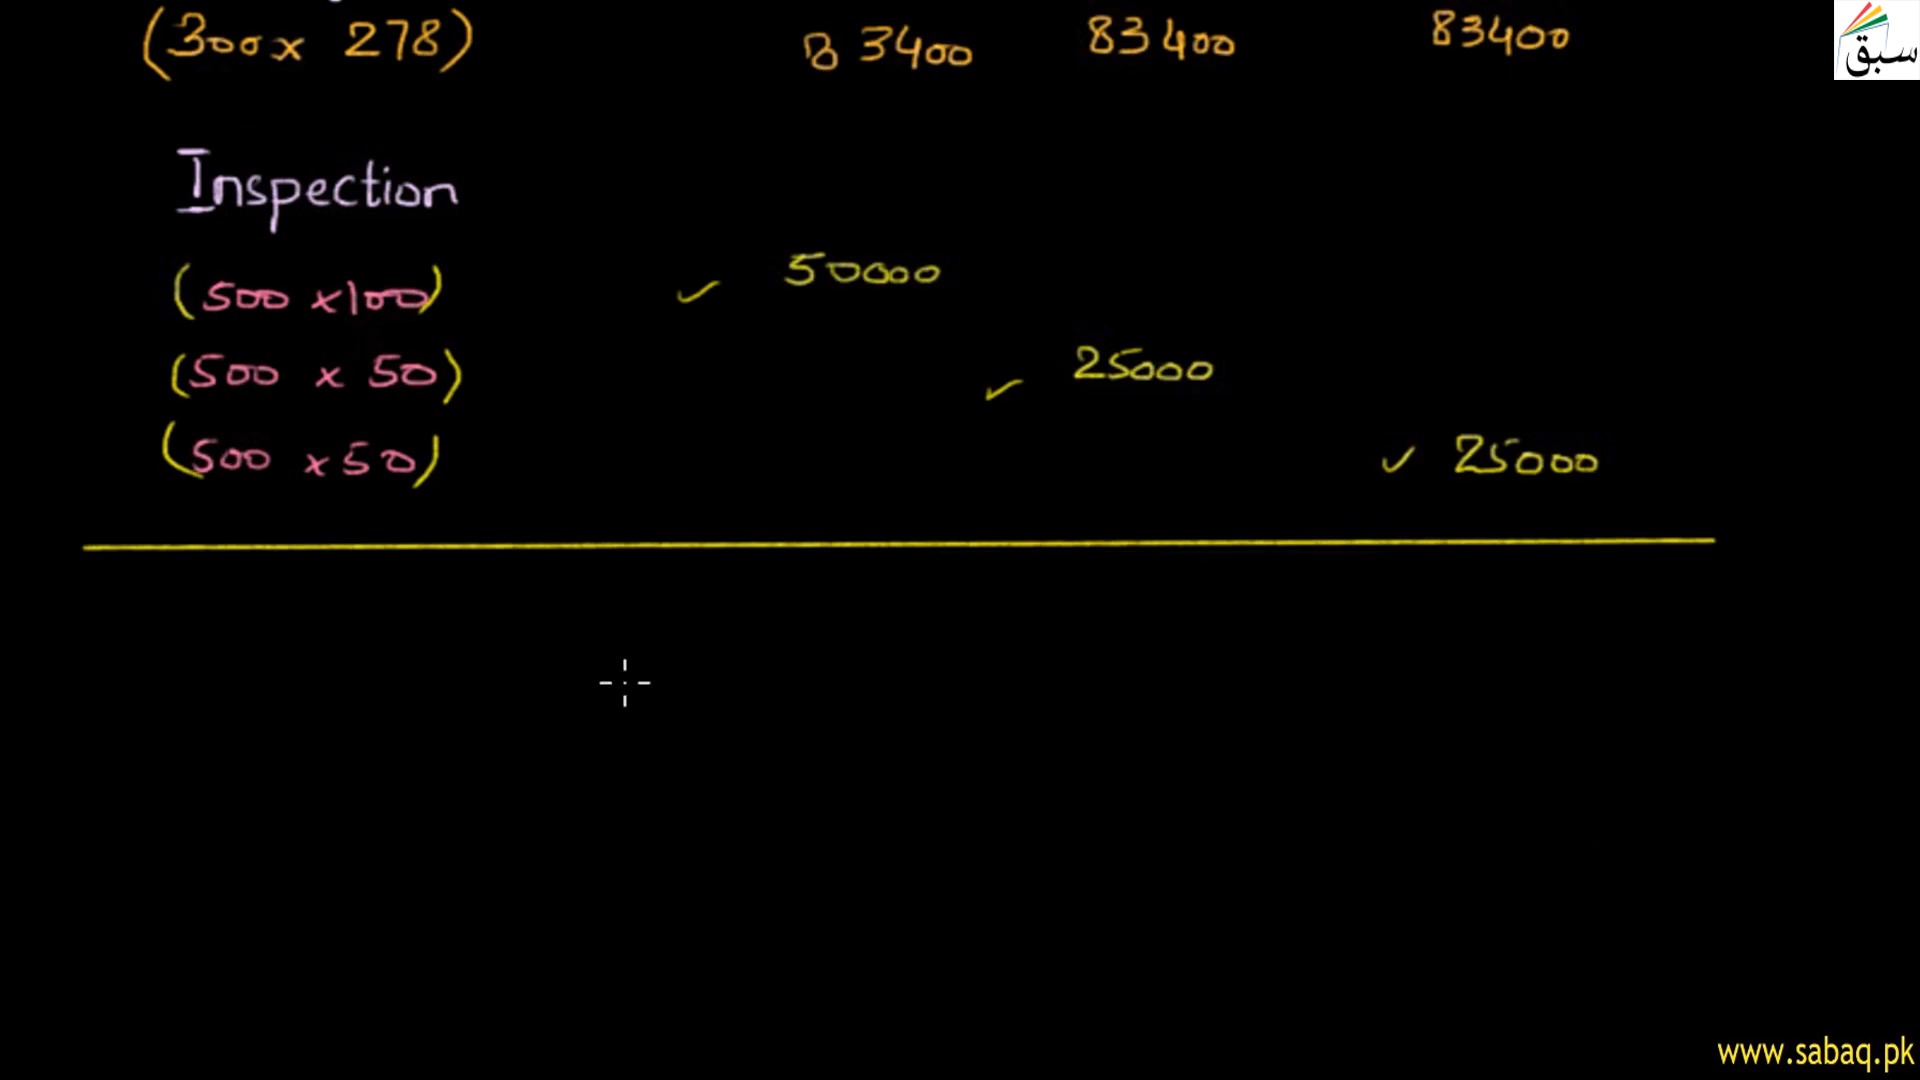 (300 x 278) 83400 83400 83400
سبق
Inspection
(500 x 100) ✓ 50000
(500 x 50) ✓ 25000
(500 x 50) ✓ 25000
www.sabaq.pk